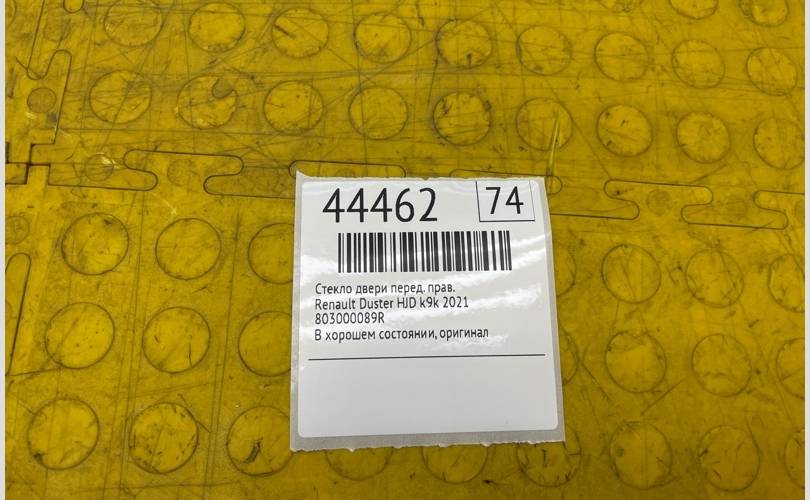 44462 74
Стекло двери перед. прав.
Renault Duster HJD k9k 2021
803000089R
В хорошем состоянии, оригинал